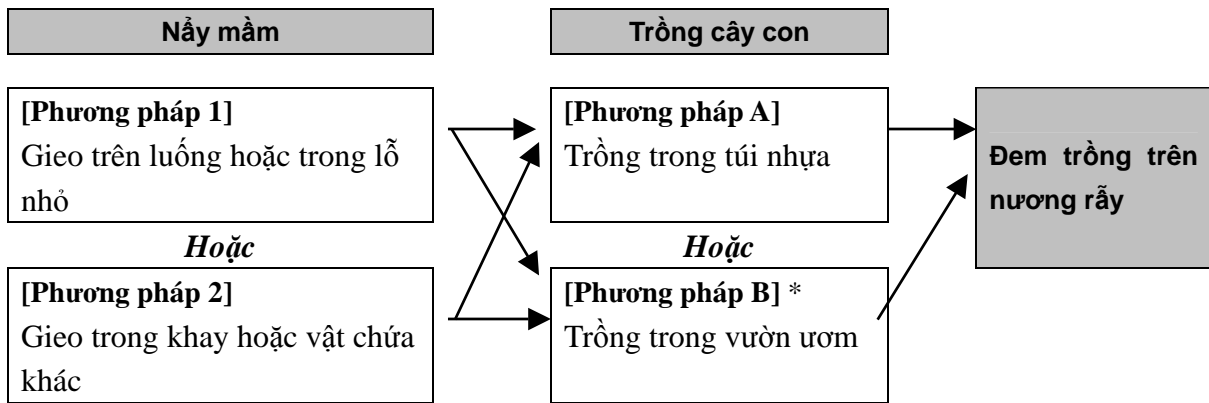 Nẩy mầm
Trồng cây con
[Phương pháp 1]
Gieo trên luống hoặc trong lỗ
nhỏ
Hoặc
[Phương pháp 2]
Gieo trong khay hoặc vật chứa
khác
[Phương pháp A]
Trồng trong túi nhựa
Hoặc
[Phương pháp B] *
Trồng trong vườn ươm
Đem trồng trên
nương rẫy